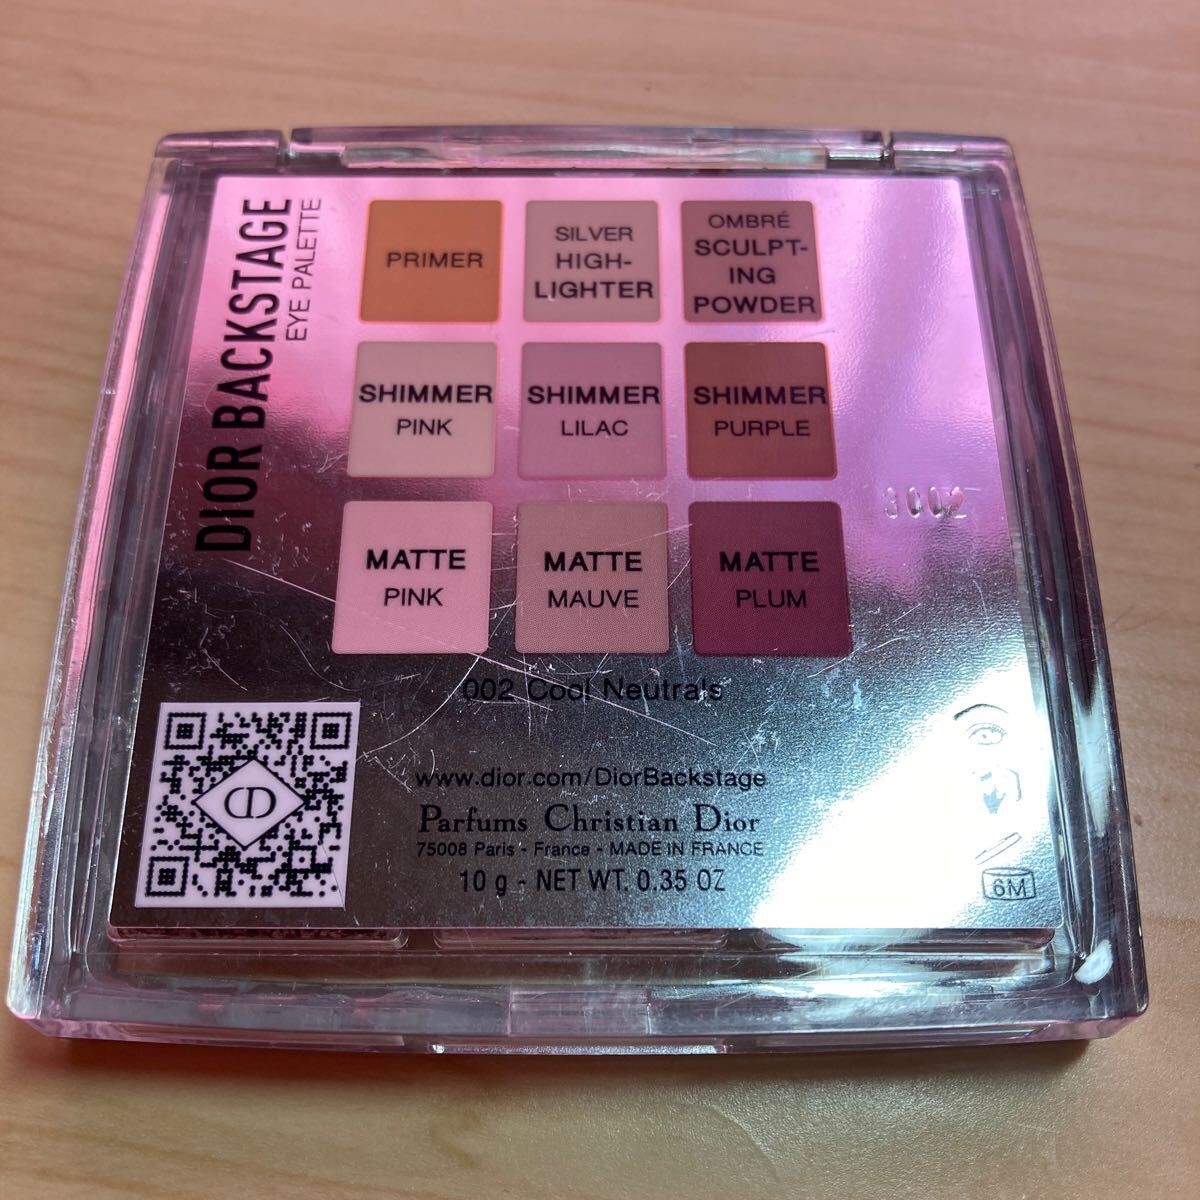 DIOR BACKSTAGE
EYE PALETTE
PRIMER
SILVER
HIGH-
LIGHTER
OMBRÉ
SCULPT-
ING
POWDER
SHIMMER
PINK
SHIMMER
LILAC
SHIMMER
PURPLE
MATTE
PINK
MATTE
MAUVE
MATTE
PLUM
3002
002 Cool Neutrals
www.dior.com/DiorBackstage
Parfums Christian Dior
75008 Paris - France - MADE IN FRANCE
10 g - NET WT. 0.35 OZ
CD
6M